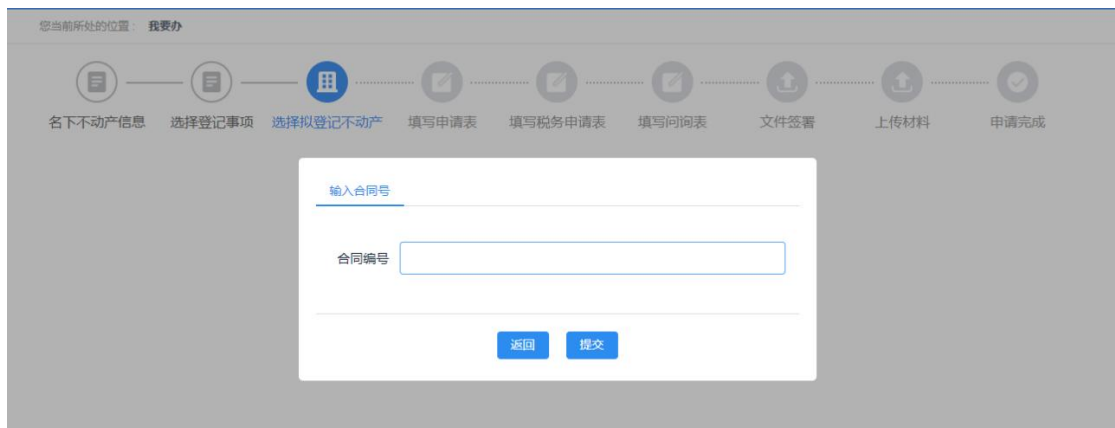 您当前所处的位置： 我要办
名下不动产信息 选择登记事项 选择拟登记不动产 填写申请表 填写税务申请表 填写问询表 文件签署 上传材料 申请完成
输入合同号
合同编号
返回 提交